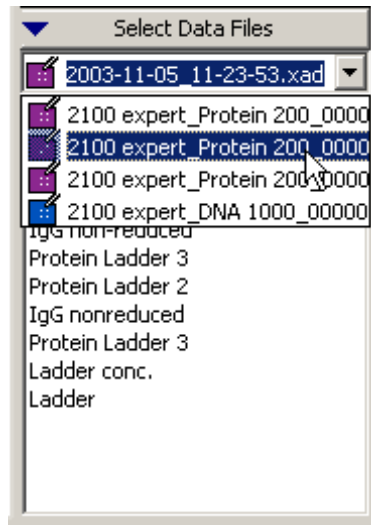 Select Data Files
2003-11-05_11-23-53.xad
2100 expert_Protein 200_0000
2100 expert_Protein 200_0000
2100 expert_Protein 200_0000
2100 expert_DNA 1000_00000
IgG non-reduced
Protein Ladder 3
Protein Ladder 2
IgG nonreduced
Protein Ladder 3
Ladder conc.
Ladder